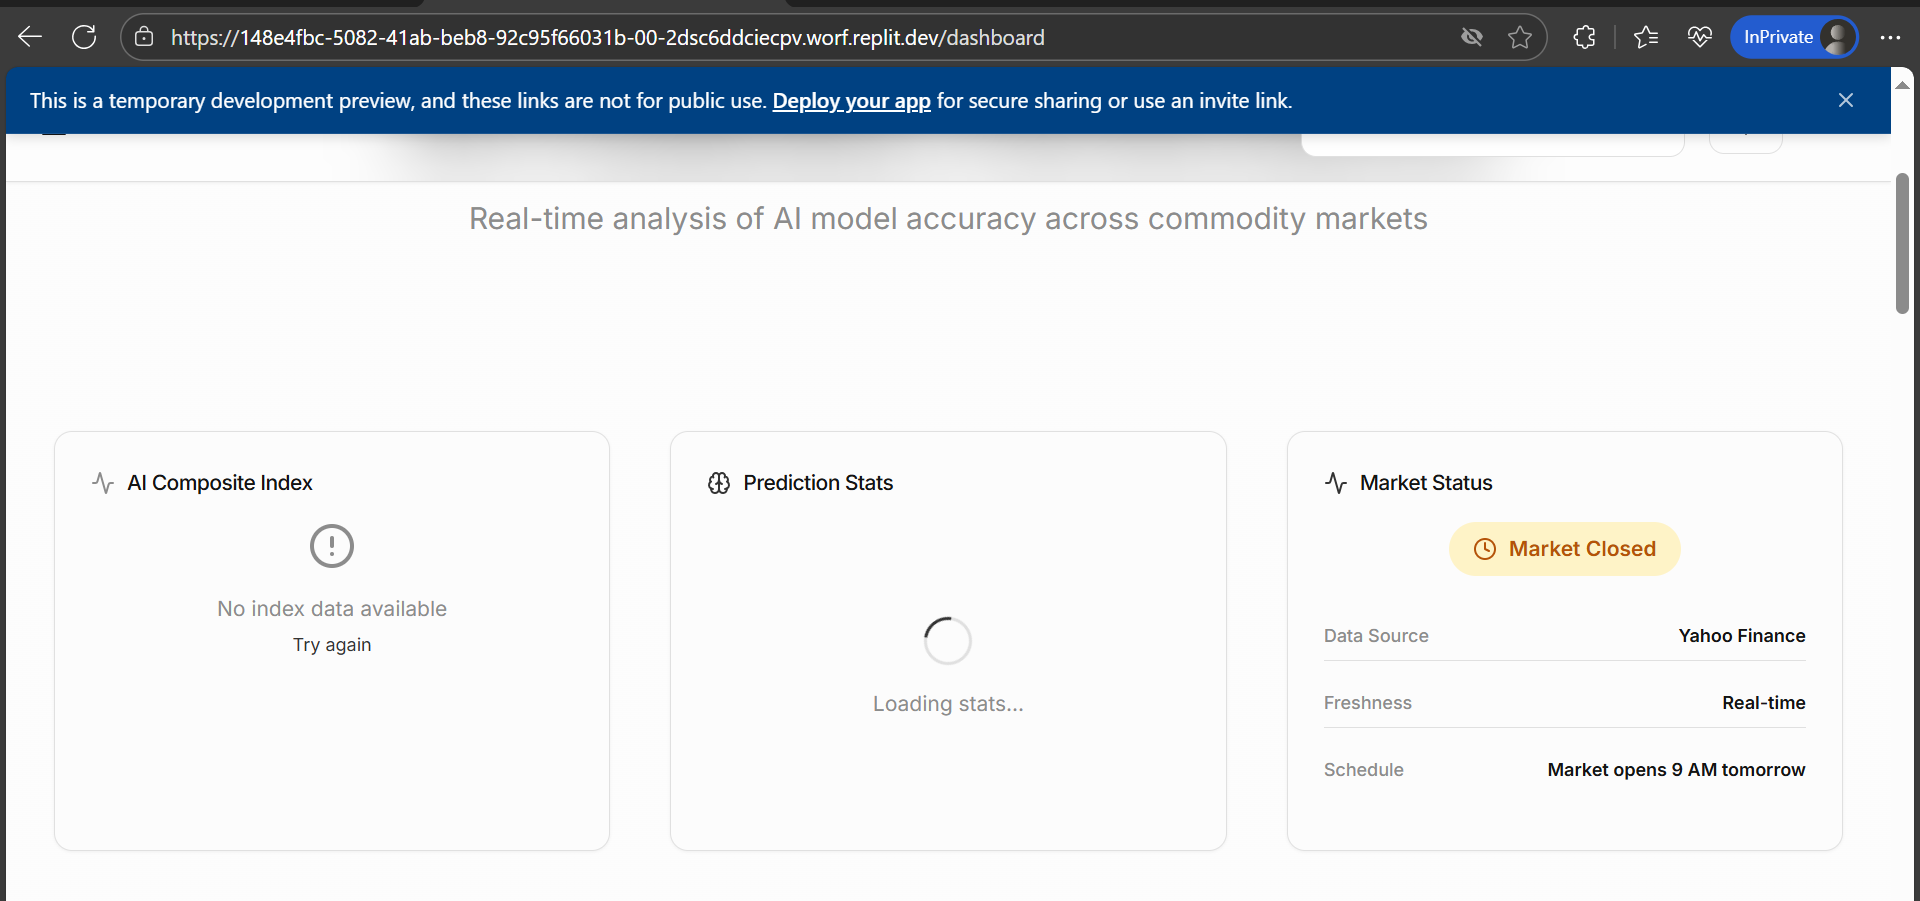 https://148e4fbc-5082-41ab-beb8-92c95f66031b-00-2dsc6ddciecpv.worf.replit.dev/dashboard
InPrivate
This is a temporary development preview, and these links are not for public use. Deploy your app for secure sharing or use an invite link.
Real-time analysis of AI model accuracy across commodity markets
AI Composite Index
No index data available
Try again
Prediction Stats
Loading stats...
Market Status
Market Closed
Data Source Yahoo Finance
Freshness Real-time
Schedule Market opens 9 AM tomorrow